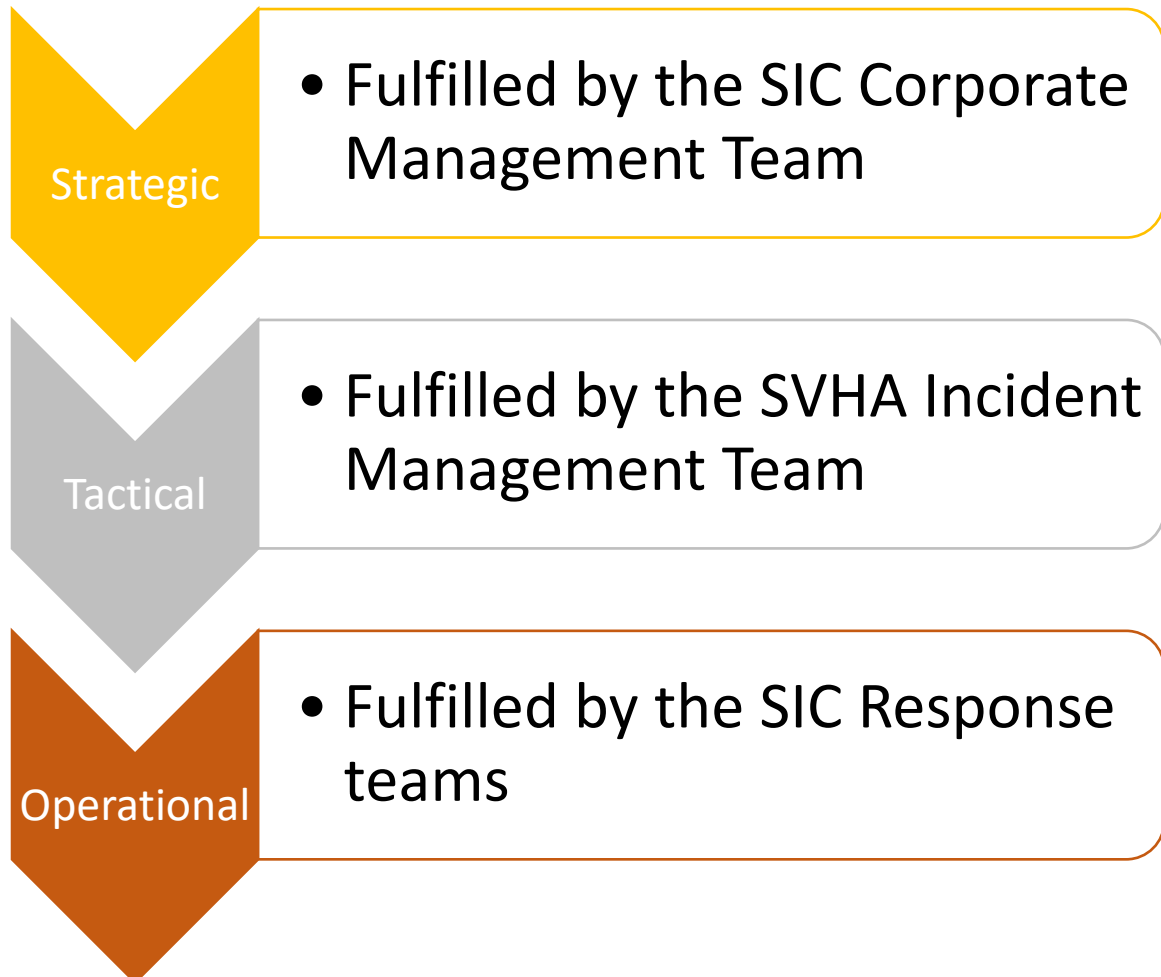 Strategic
• Fulfilled by the SIC Corporate
Management Team
Tactical
• Fulfilled by the SVHA Incident
Management Team
Operational
• Fulfilled by the SIC Response
teams